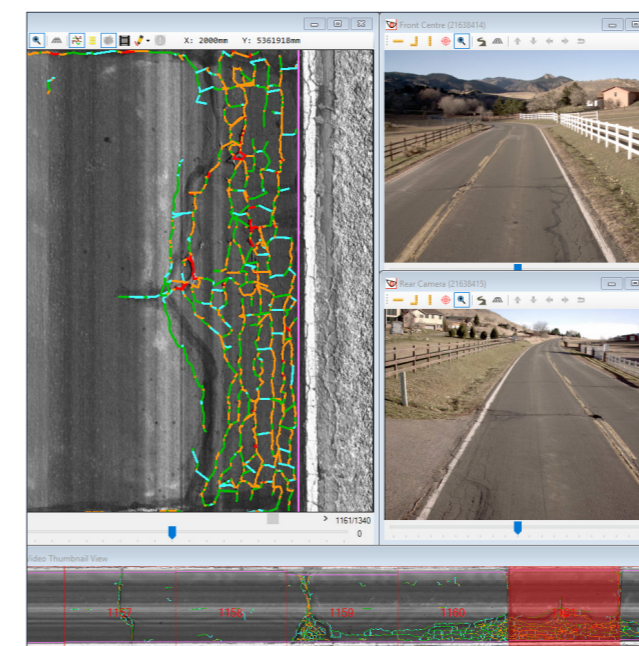 Front Centre (21638414)
X: 2000mm Y: 5361918mm
Rear Camera (21638415)
1161/1340
0
Video Thumbnail View
1157
1158
1159
1160